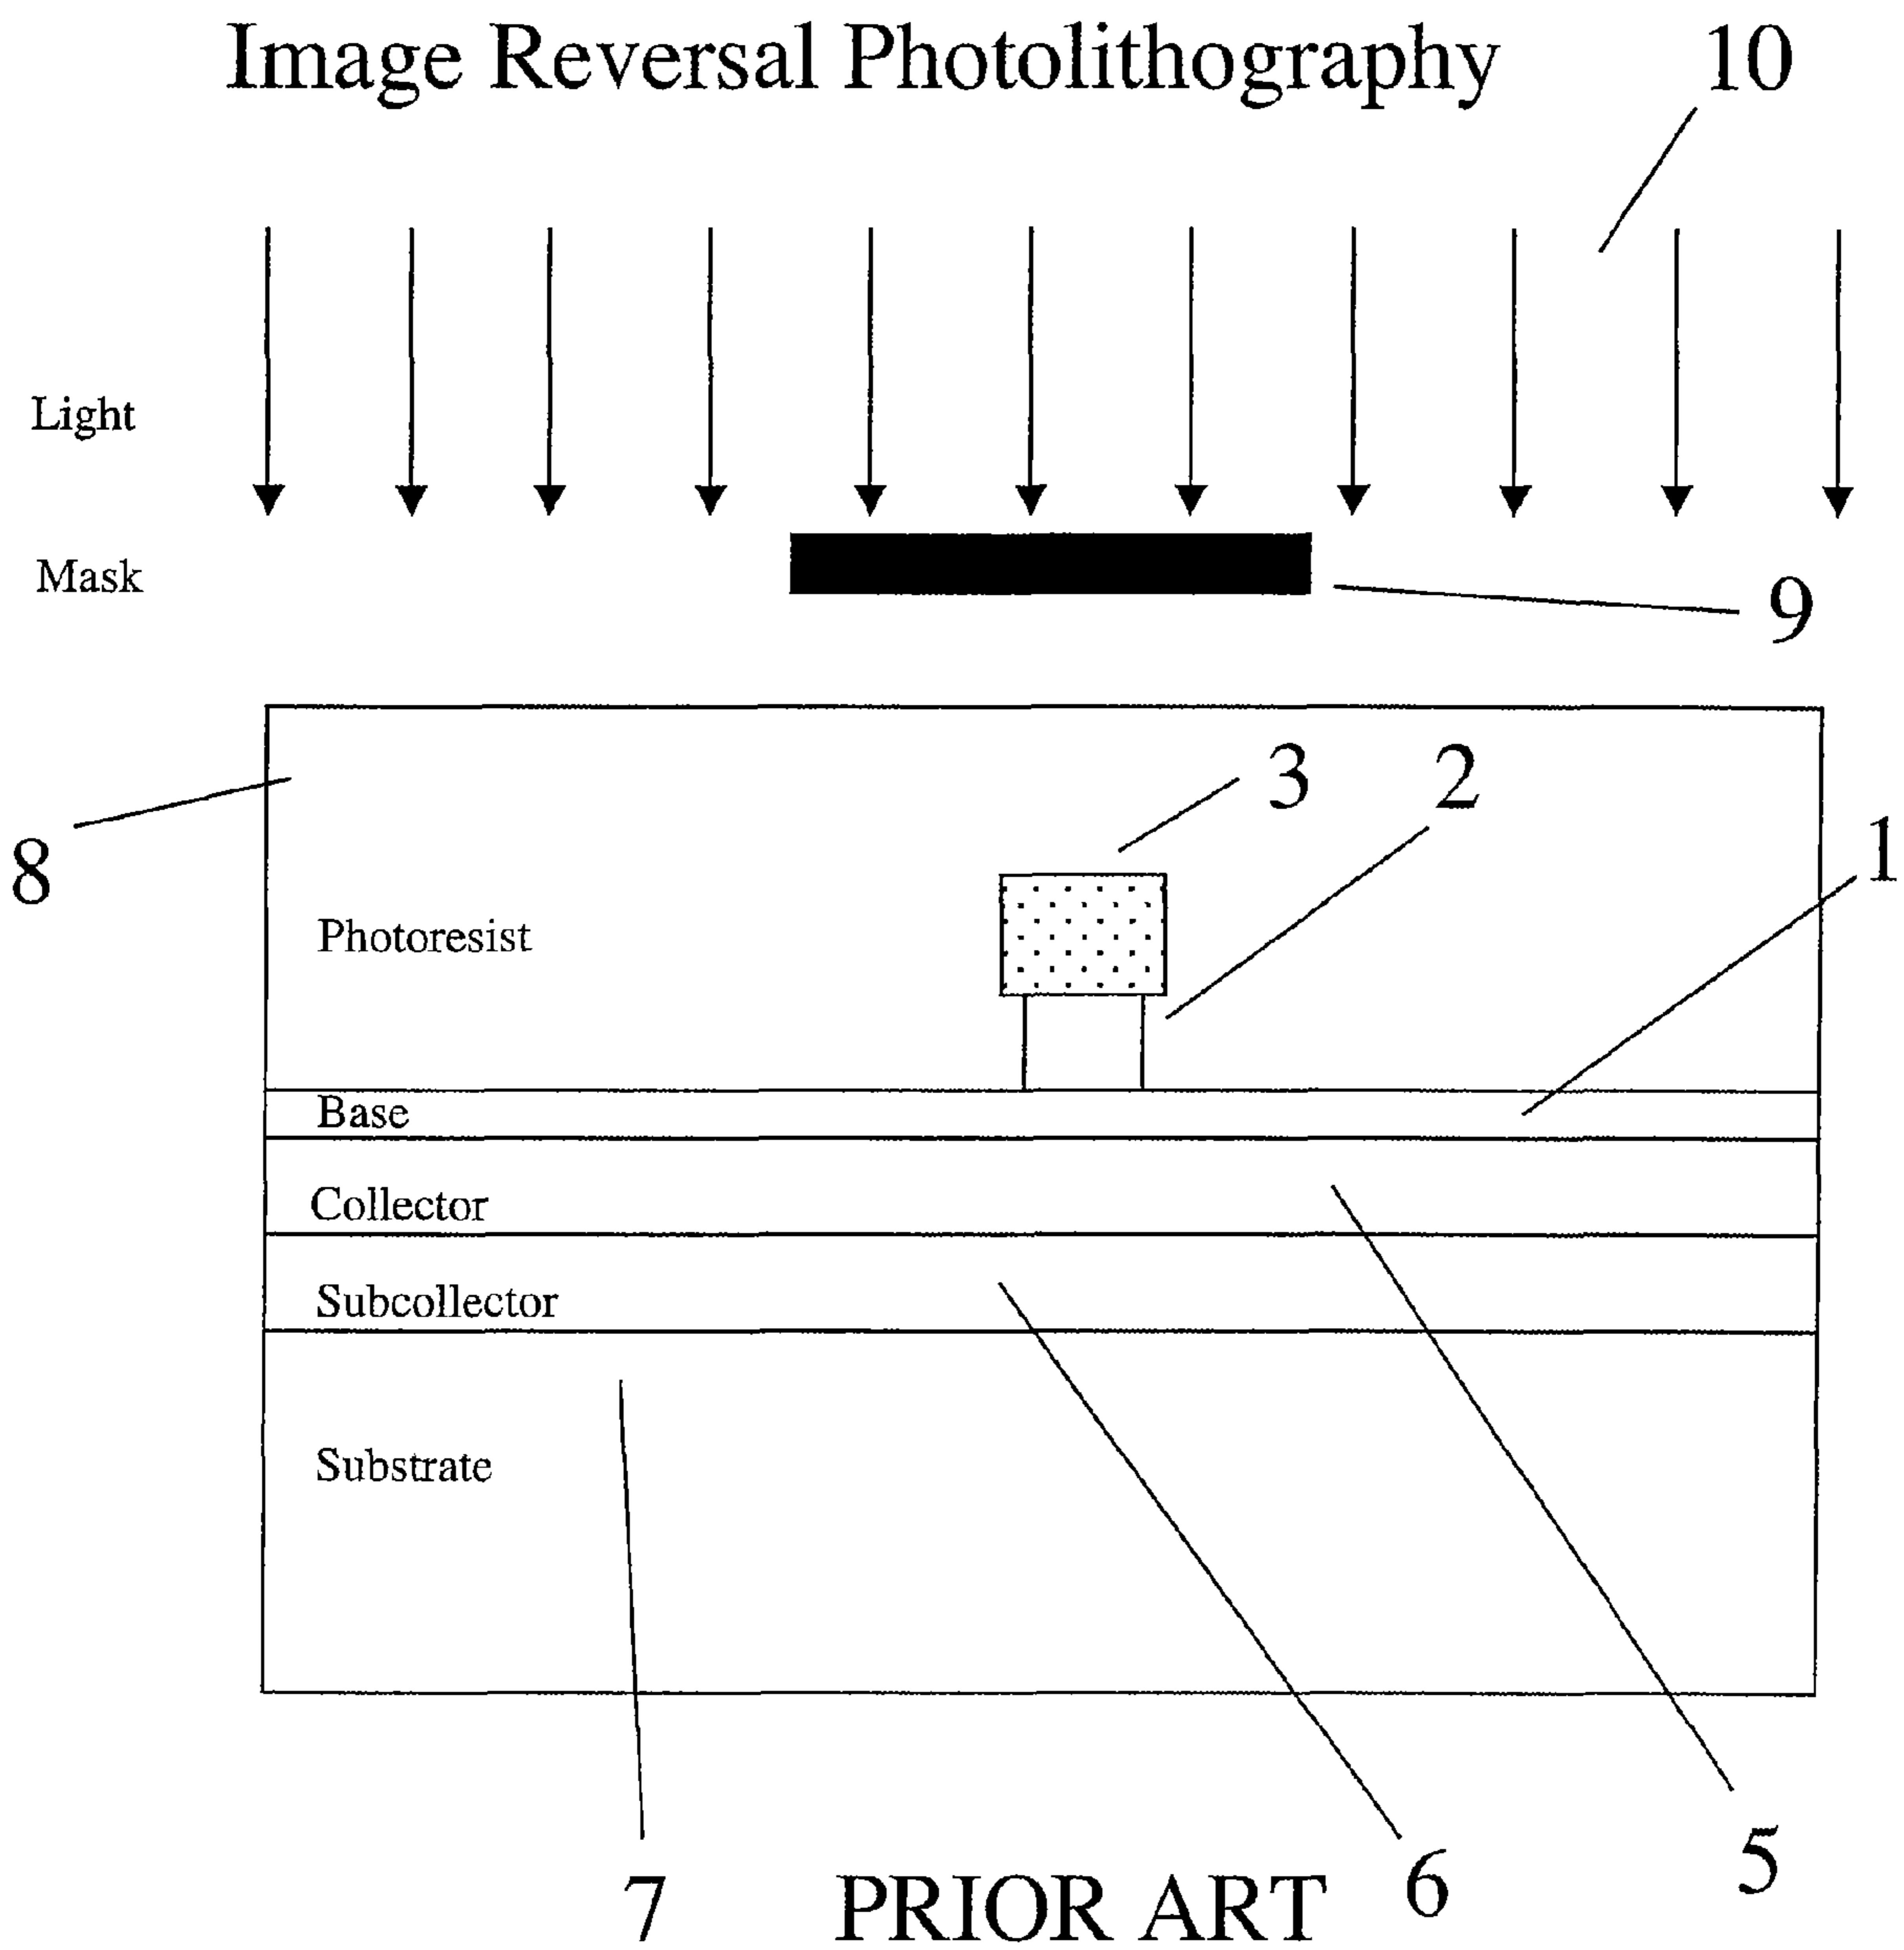 Image Reversal Photolithography
10
Light
Mask
9
3
2
1
8
Photoresist
Base
Collector
Subcollector
Substrate
5
6
7
PRIOR ART